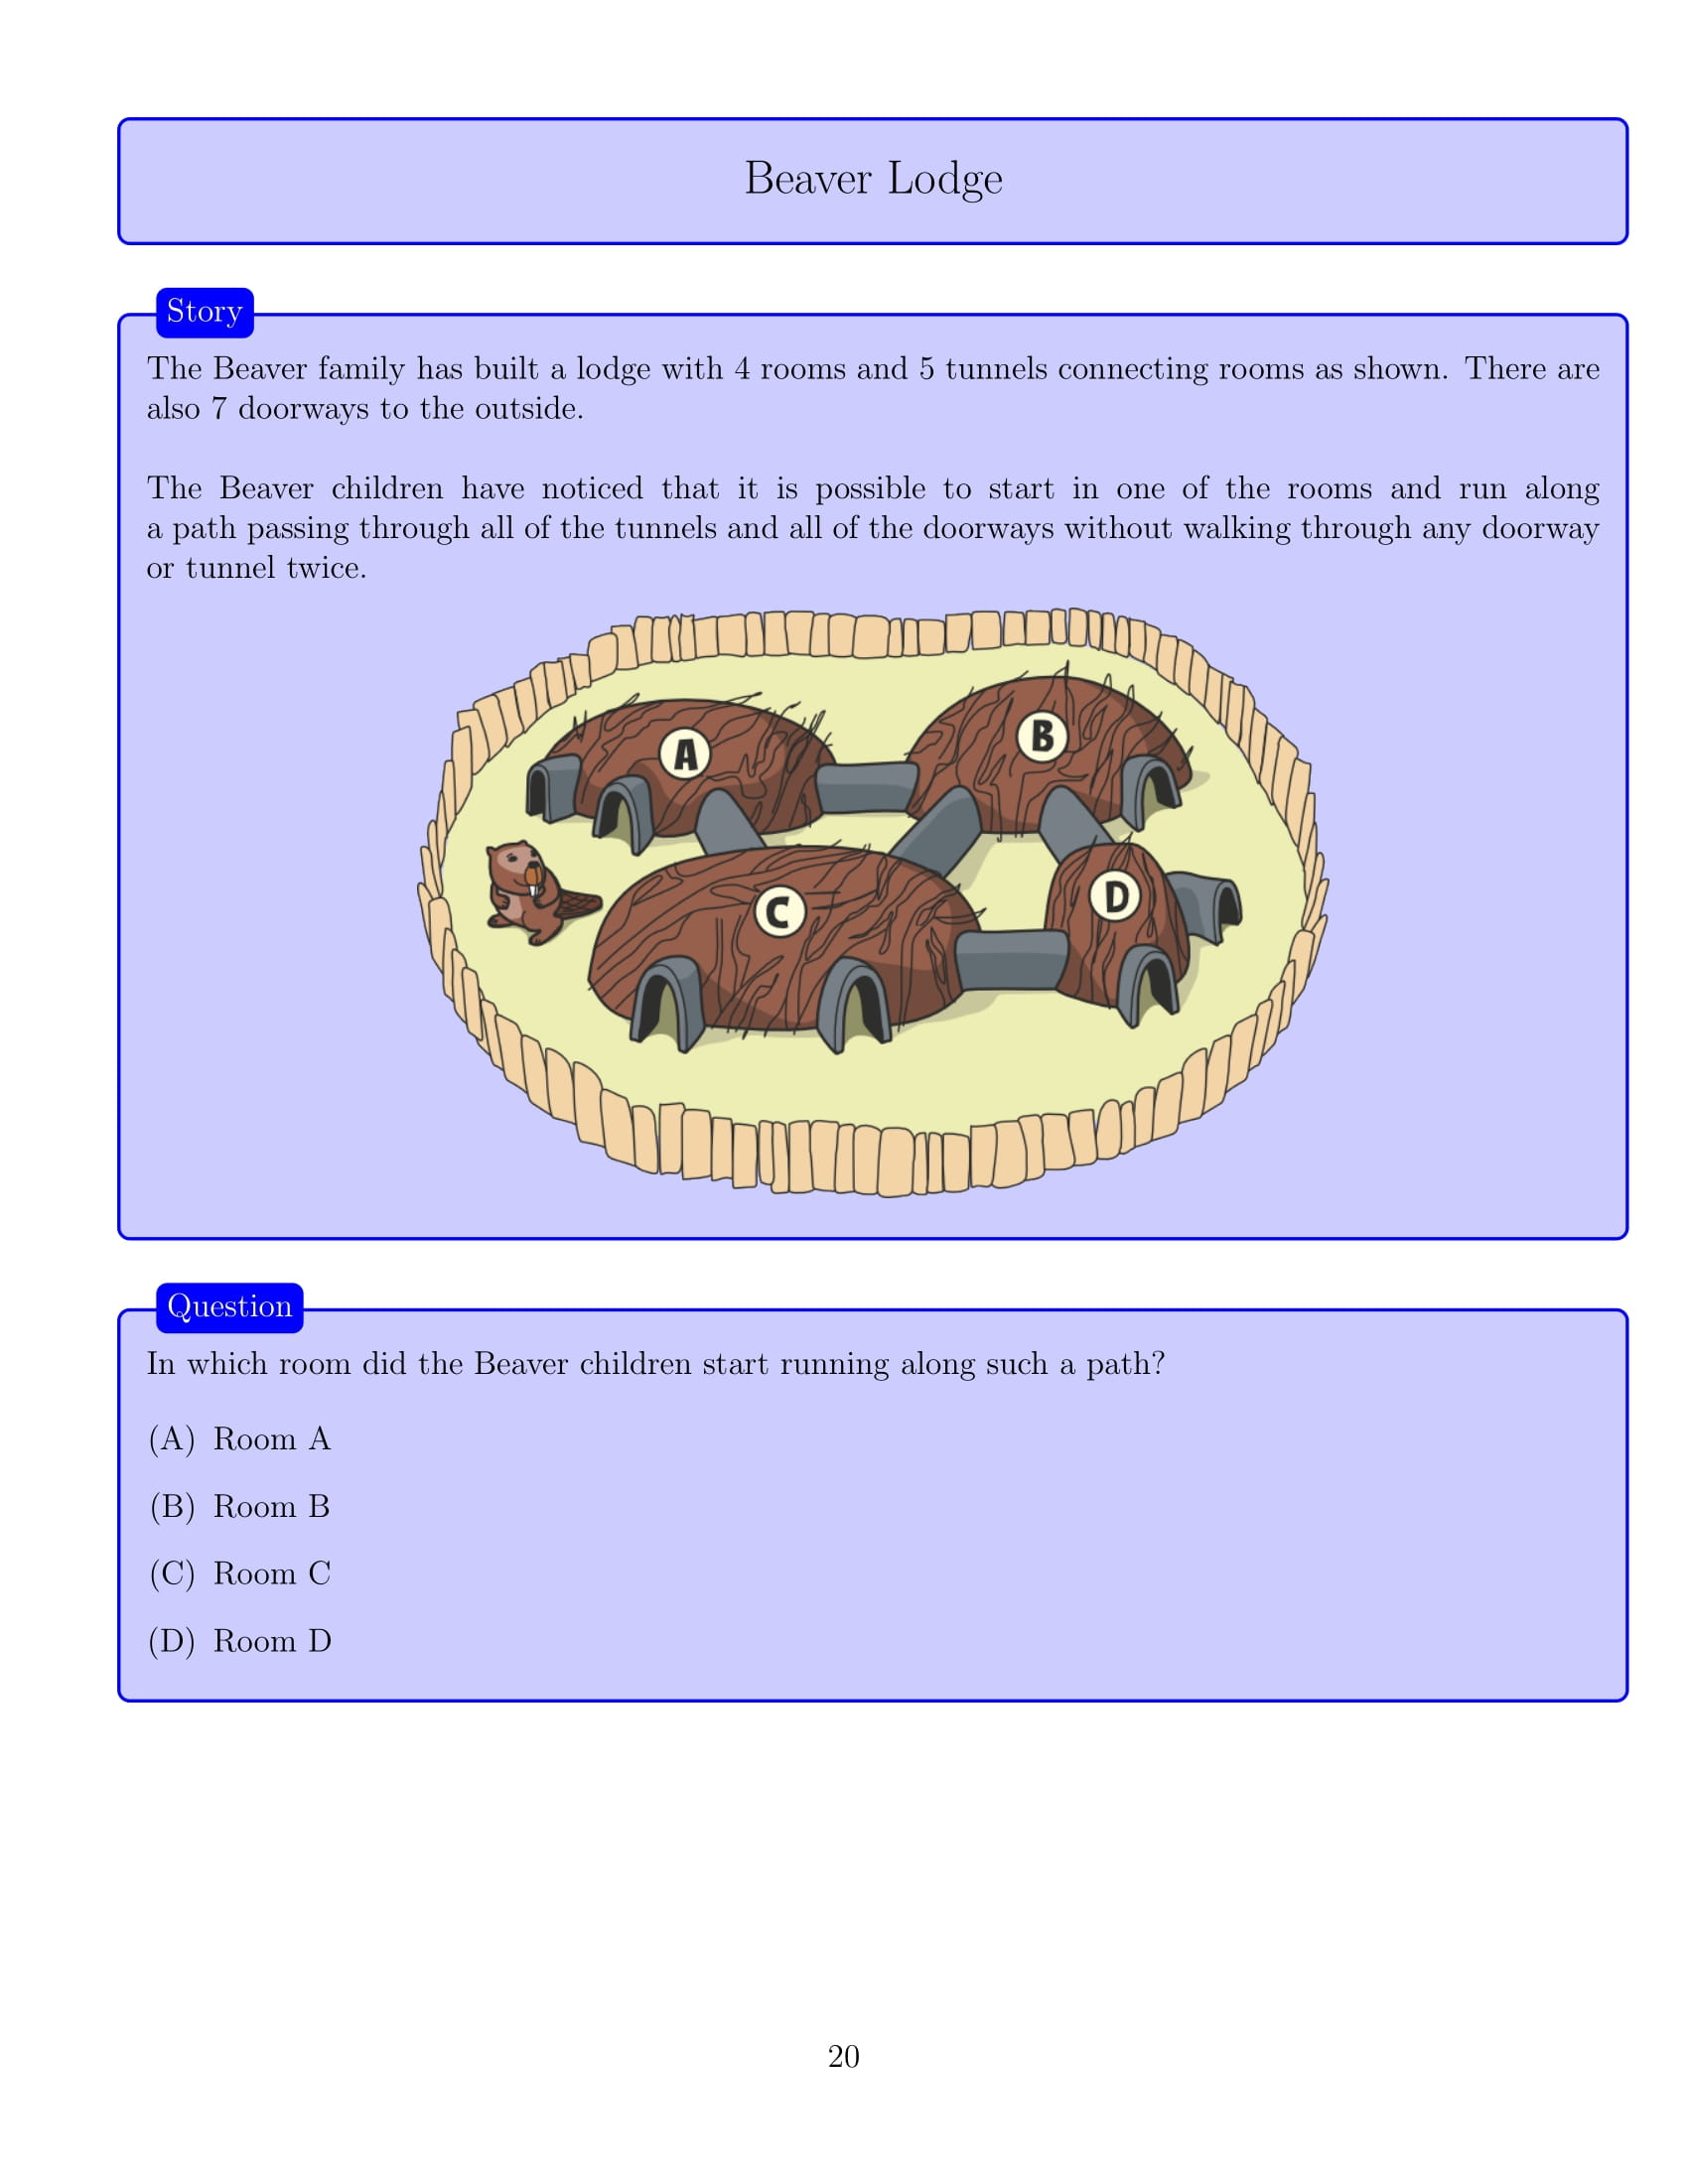 Beaver Lodge
Story
The Beaver family has built a lodge with 4 rooms and 5 tunnels connecting rooms as shown. There are
also 7 doorways to the outside.
The Beaver children have noticed that it is possible to start in one of the rooms and run along
a path passing through all of the tunnels and all of the doorways without walking through any doorway
or tunnel twice.
A
B
C
D
Question
In which room did the Beaver children start running along such a path?
(A) Room A
(B) Room B
(C) Room C
(D) Room D
20